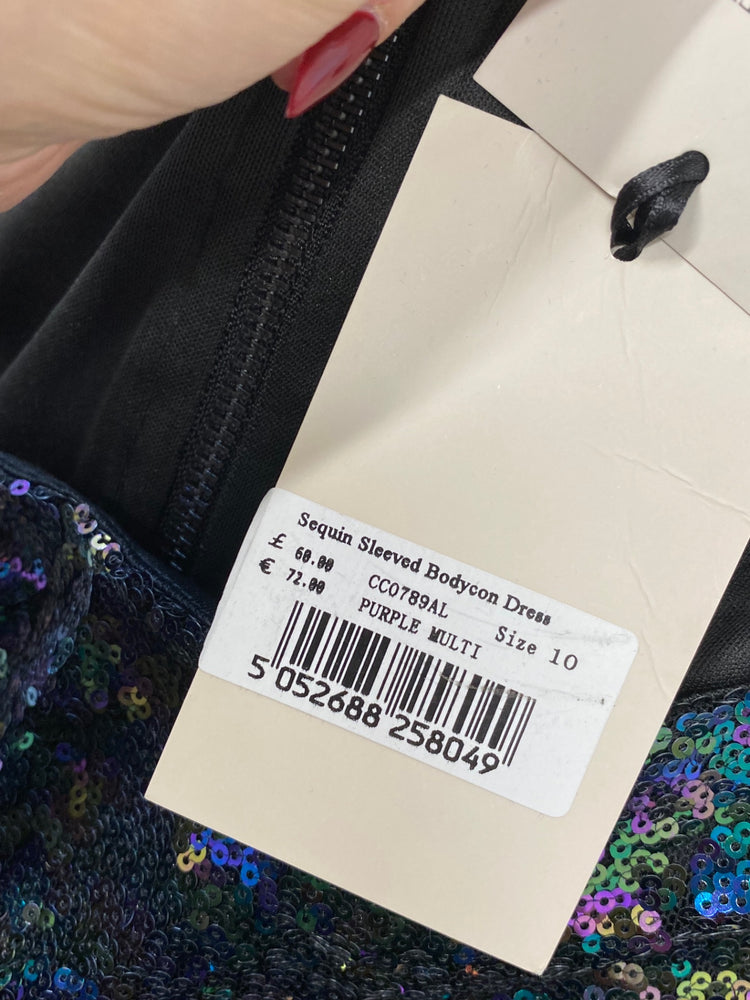 Sequin Sleeved Bodycon Dress
£ 60.00 CC0789AL Size 10
€ 72.00 PURPLE MULTI
5 052688 258049